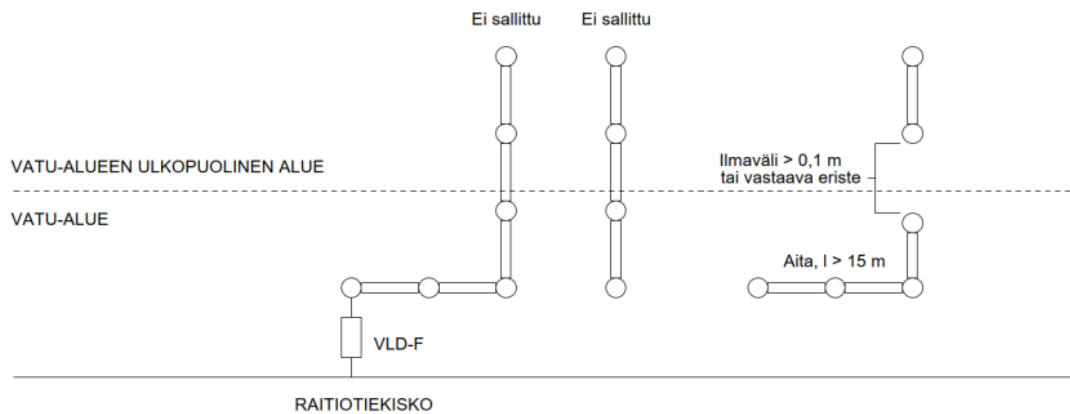 Ei sallittu
Ei sallittu
VATU-ALUEEN ULKOPUOLINEN ALUE
Ilmaväli > 0,1 m
tai vastaava eriste
VATU-ALUE
Aita, l > 15 m
VLD-F
RAITIOTIEKISKO